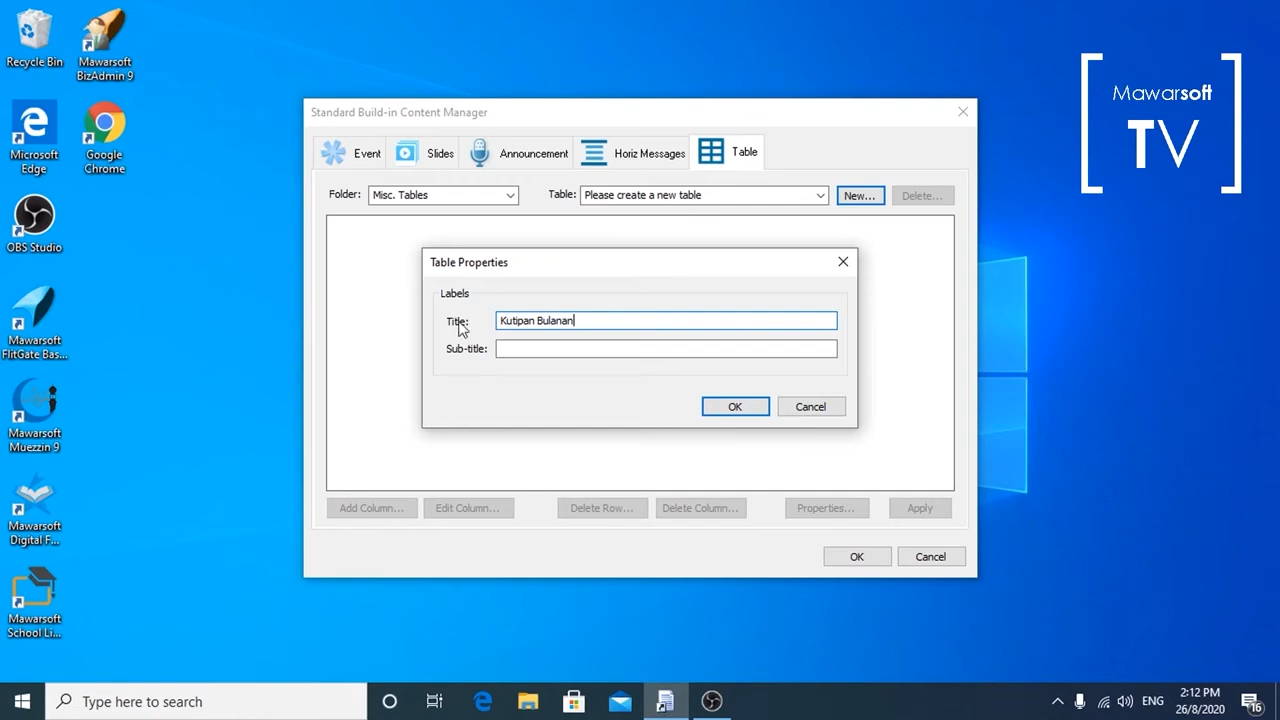 Recycle Bin
Mawarsoft
BizAdmin 9
Microsoft
Edge
Google
Chrome
OBS Studio
Mawarsoft
FlitGate Bas...
Mawarsoft
Muezzin 9
Mawarsoft
Digital F...
Mawarsoft
School Li...
Mawarsoft
TV
Standard Build-in Content Manager
Event
Slides
Announcement
Horiz Messages
Table
Folder:
Misc. Tables
Table:
Please create a new table
New...
Delete...
Table Properties
Labels
Title:
Kutipan Bulanan
Sub-title:
OK
Cancel
Add Column...
Edit Column...
Delete Row...
Delete Column...
Properties...
Apply
OK
Cancel
Type here to search
ENG
2:12 PM
26/8/2020
16